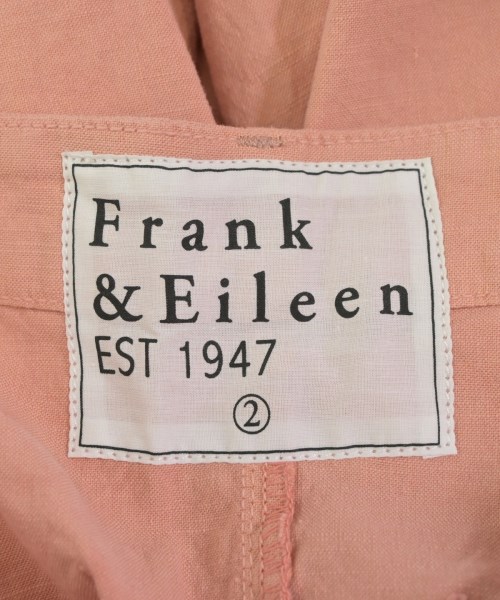 Frank
& Eileen
EST 1947
②